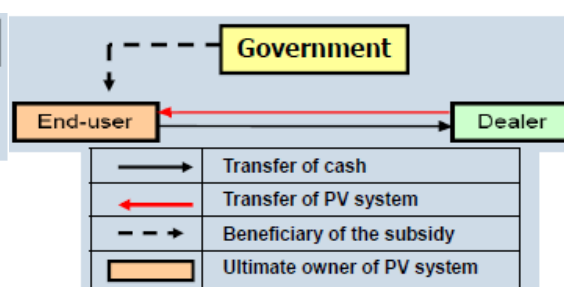 Government
End-user
Dealer
Transfer of cash
Transfer of PV system
Beneficiary of the subsidy
Ultimate owner of PV system